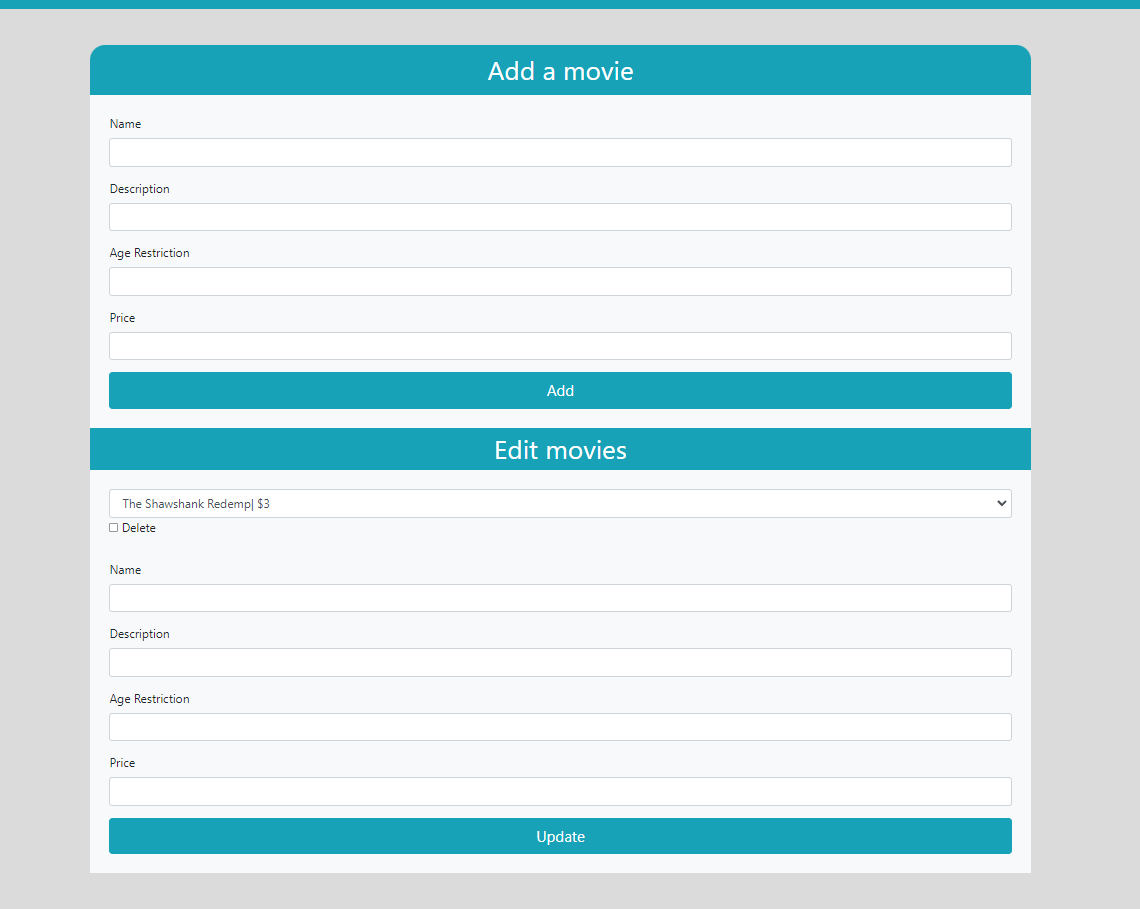 Add a movie
Name
Description
Age Restriction
Price
Add
Edit movies
The Shawshank Redemp| $3
Delete
Name
Description
Age Restriction
Price
Update